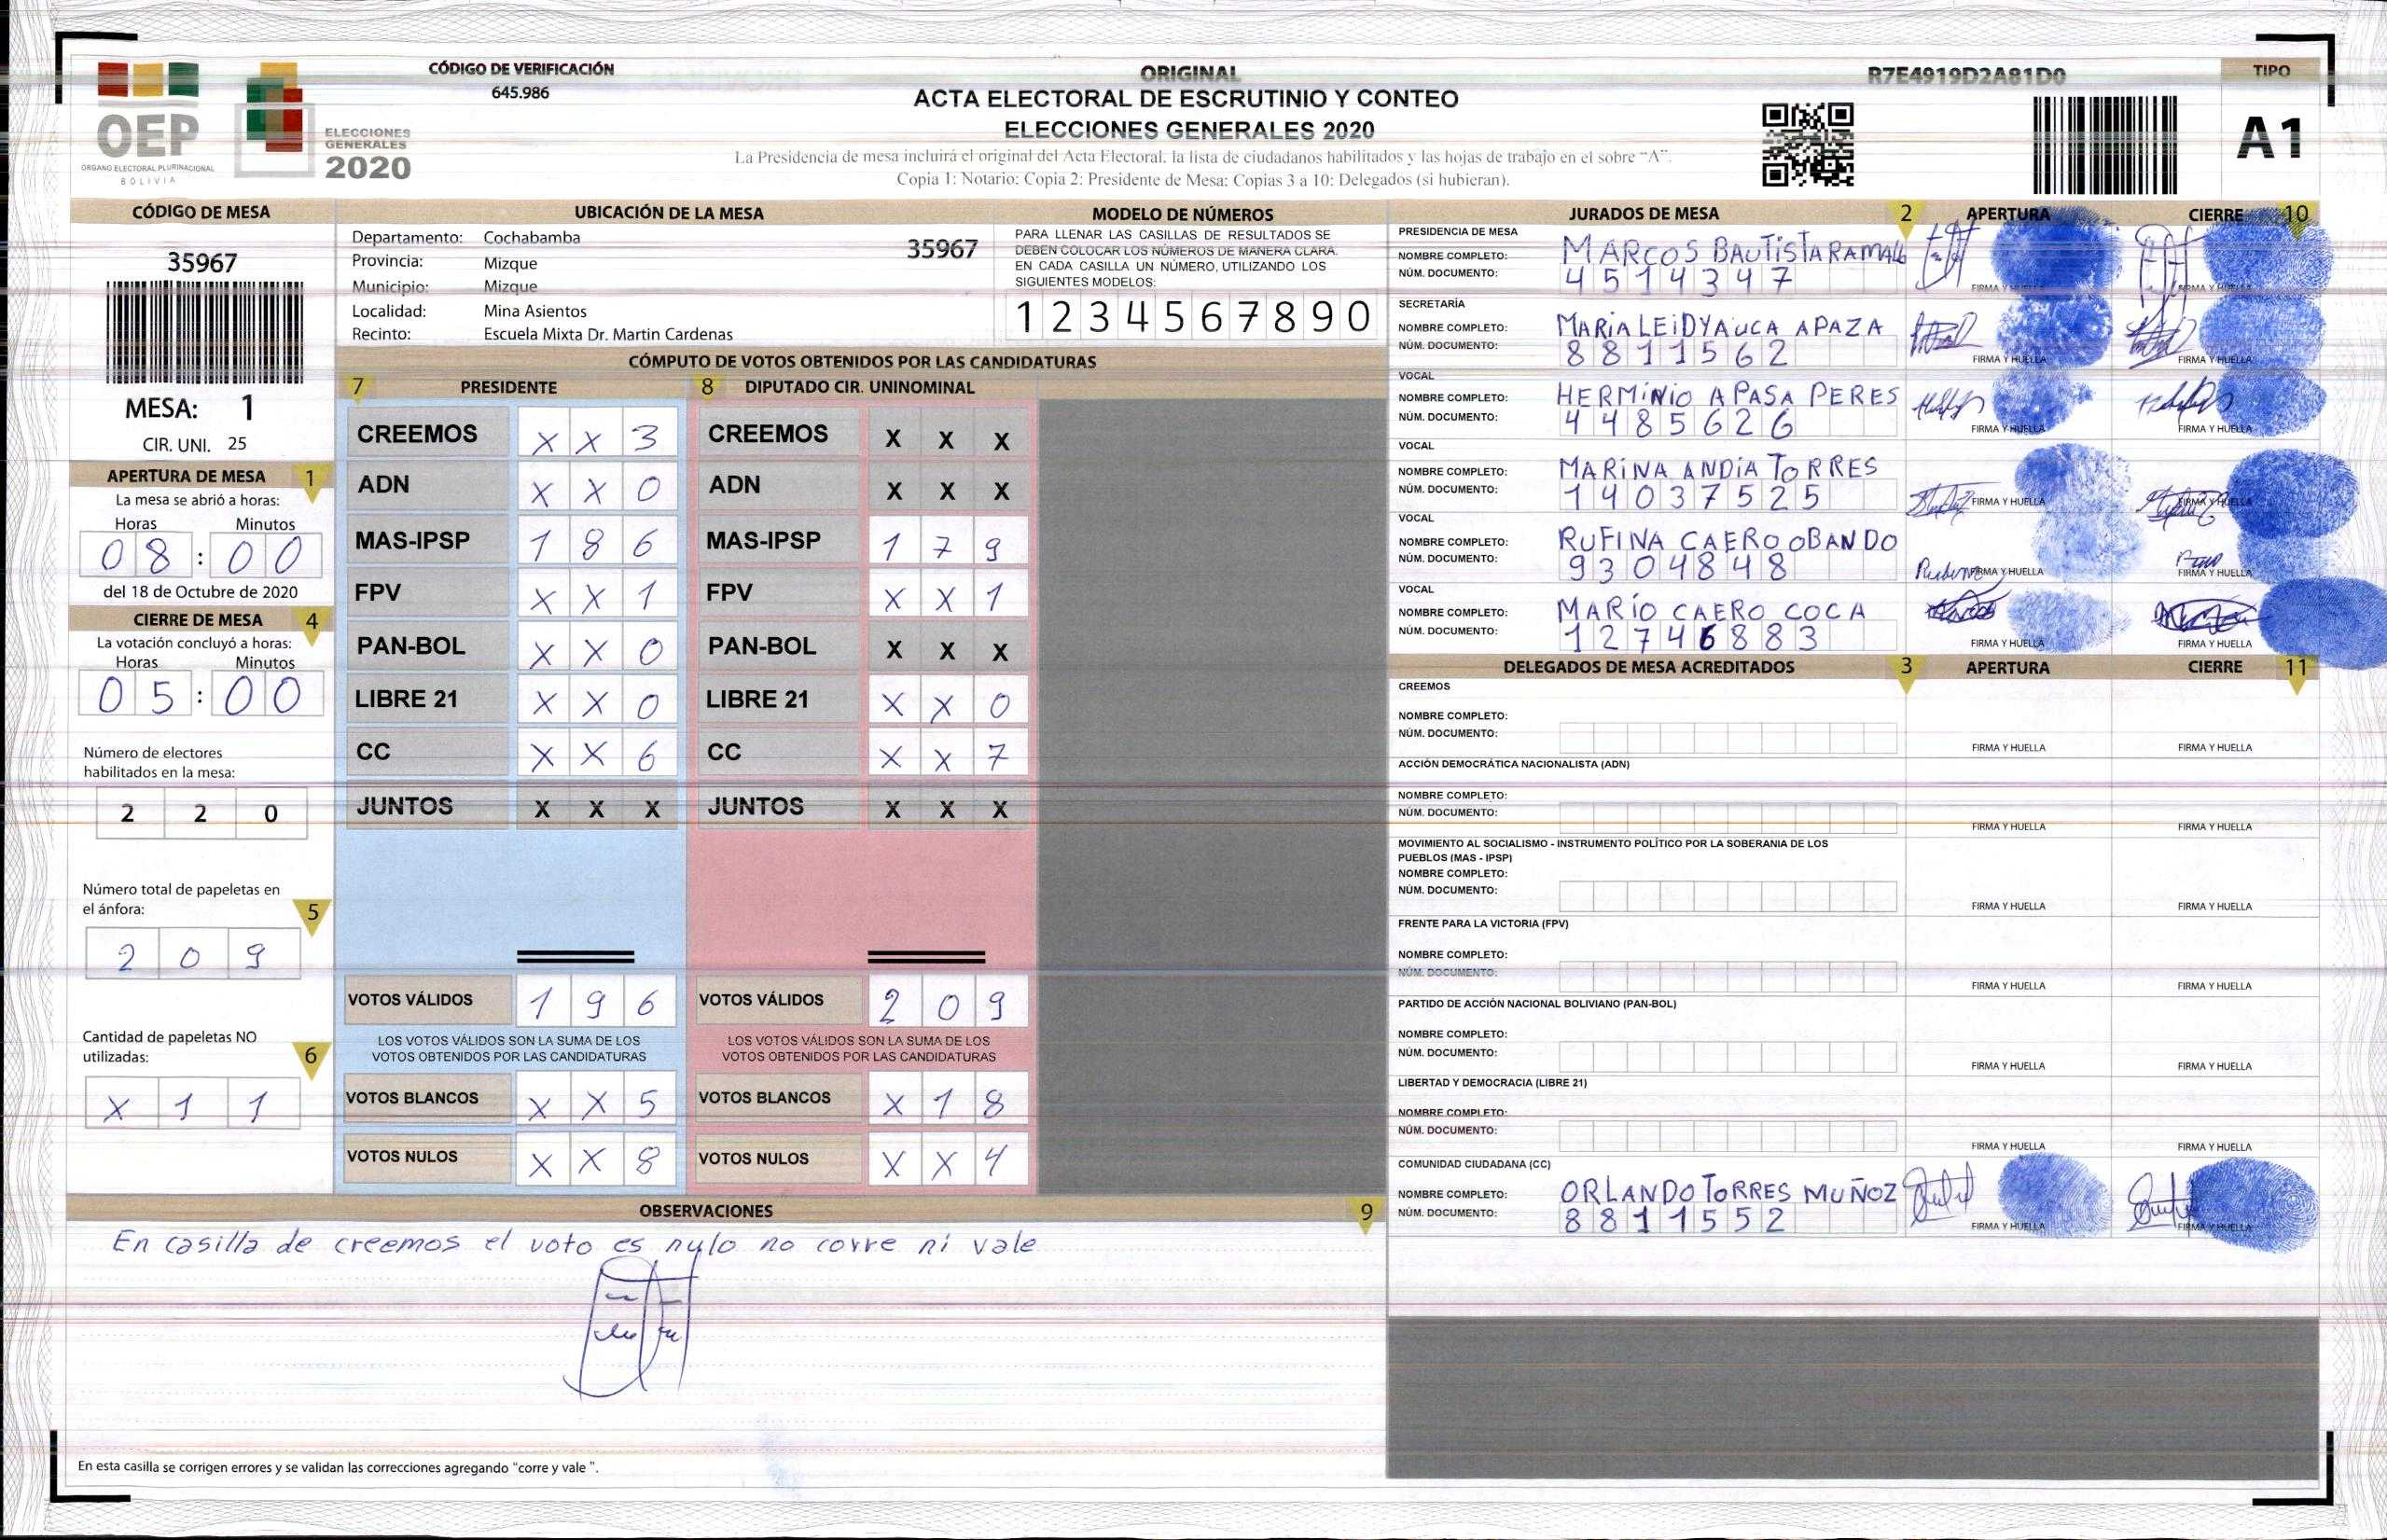 CÓDIGO DE VERIFICACIÓN
645.986
ORIGINAL
ACTA ELECTORAL DE ESCRUTINIO Y CONTEO
ELECCIONES GENERALES 2020
La Presidencia de mesa incluirá el original del Acta Electoral, la lista de ciudadanos habilitados y las hojas de trabajo en el sobre “A”.
Copia 1: Notario; Copia 2: Presidente de Mesa; Copias 3 a 10: Delegados (si hubieran).
R7E4919D2A81D0
TIPO
A1
OEP
ÓRGANO ELECTORAL PLURINACIONAL
BOLIVIA
ELECCIONES
GENERALES
2020
CÓDIGO DE MESA
35967
MESA: 1
CIR. UNI. 25
APERTURA DE MESA 1
La mesa se abrió a horas:
Horas Minutos
08 : 00
del 18 de Octubre de 2020
CIERRE DE MESA 4
La votación concluyó a horas:
Horas Minutos
05 : 00
Número de electores
habilitados en la mesa:
2 2 0
Número total de papeletas en
el ánfora: 5
2 0 9
Cantidad de papeletas NO
utilizadas: 6
X 1 1
UBICACIÓN DE LA MESA
Departamento: Cochabamba
35967
Provincia: Mizque
Municipio: Mizque
Localidad: Mina Asientos
Recinto: Escuela Mixta Dr. Martin Cardenas
MODELO DE NÚMEROS
PARA LLENAR LAS CASILLAS DE RESULTADOS SE
DEBEN COLOCAR LOS NÚMEROS DE MANERA CLARA.
EN CADA CASILLA UN NÚMERO, UTILIZANDO LOS
SIGUIENTES MODELOS:
1 2 3 4 5 6 7 8 9 0
CÓMPUTO DE VOTOS OBTENIDOS POR LAS CANDIDATURAS
7 PRESIDENTE 8 DIPUTADO CIR. UNINOMINAL
CREEMOS X X 3 CREEMOS X X X
ADN X X 0 ADN X X X
MAS-IPSP 1 8 6 MAS-IPSP 1 7 9
FPV X X 1 FPV X X 1
PAN-BOL X X 0 PAN-BOL X X X
LIBRE 21 X X 0 LIBRE 21 X X 0
CC X X 6 CC X X 7
JUNTOS X X X JUNTOS X X X
VOTOS VÁLIDOS 1 9 6 VOTOS VÁLIDOS 2 0 9
LOS VOTOS VÁLIDOS SON LA SUMA DE LOS LOS VOTOS VÁLIDOS SON LA SUMA DE LOS
VOTOS OBTENIDOS POR LAS CANDIDATURAS VOTOS OBTENIDOS POR LAS CANDIDATURAS
VOTOS BLANCOS X X 5 VOTOS BLANCOS X 1 8
VOTOS NULOS X X 8 VOTOS NULOS X X 4
OBSERVACIONES 9
En casilla de creemos el voto es nulo no corre ni vale
En esta casilla se corrigen errores y se validan las correcciones agregando “corre y vale ”.
JURADOS DE MESA 2 APERTURA CIERRE 10
PRESIDENCIA DE MESA
NOMBRE COMPLETO: MARCOS BAUTISTA RAMALLO
NÚM. DOCUMENTO: 4514347
FIRMA Y HUELLA FIRMA Y HUELLA
SECRETARÍA
NOMBRE COMPLETO: MARIA LEIDY AUCA APAZA
NÚM. DOCUMENTO: 8811562
FIRMA Y HUELLA FIRMA Y HUELLA
VOCAL
NOMBRE COMPLETO: HERMINIO APASA PERES
NÚM. DOCUMENTO: 4485626
FIRMA Y HUELLA FIRMA Y HUELLA
VOCAL
NOMBRE COMPLETO: MARINA ANDIA TORRES
NÚM. DOCUMENTO: 14037525
FIRMA Y HUELLA FIRMA Y HUELLA
VOCAL
NOMBRE COMPLETO: RUFINA CAERO OBANDO
NÚM. DOCUMENTO: 9304848
FIRMA Y HUELLA FIRMA Y HUELLA
VOCAL
NOMBRE COMPLETO: MARIO CAERO COCA
NÚM. DOCUMENTO: 12746883
FIRMA Y HUELLA FIRMA Y HUELLA
DELEGADOS DE MESA ACREDITADOS 3 APERTURA CIERRE 11
CREEMOS
NOMBRE COMPLETO:
NÚM. DOCUMENTO:
FIRMA Y HUELLA FIRMA Y HUELLA
ACCIÓN DEMOCRÁTICA NACIONALISTA (ADN)
NOMBRE COMPLETO:
NÚM. DOCUMENTO:
FIRMA Y HUELLA FIRMA Y HUELLA
MOVIMIENTO AL SOCIALISMO - INSTRUMENTO POLÍTICO POR LA SOBERANIA DE LOS
PUEBLOS (MAS - IPSP)
NOMBRE COMPLETO:
NÚM. DOCUMENTO:
FIRMA Y HUELLA FIRMA Y HUELLA
FRENTE PARA LA VICTORIA (FPV)
NOMBRE COMPLETO:
NÚM. DOCUMENTO:
FIRMA Y HUELLA FIRMA Y HUELLA
PARTIDO DE ACCIÓN NACIONAL BOLIVIANO (PAN-BOL)
NOMBRE COMPLETO:
NÚM. DOCUMENTO:
FIRMA Y HUELLA FIRMA Y HUELLA
LIBERTAD Y DEMOCRACIA (LIBRE 21)
NOMBRE COMPLETO:
NÚM. DOCUMENTO:
FIRMA Y HUELLA FIRMA Y HUELLA
COMUNIDAD CIUDADANA (CC)
NOMBRE COMPLETO: ORLANDO TORRES MUÑOZ
NÚM. DOCUMENTO: 8811552
FIRMA Y HUELLA FIRMA Y HUELLA